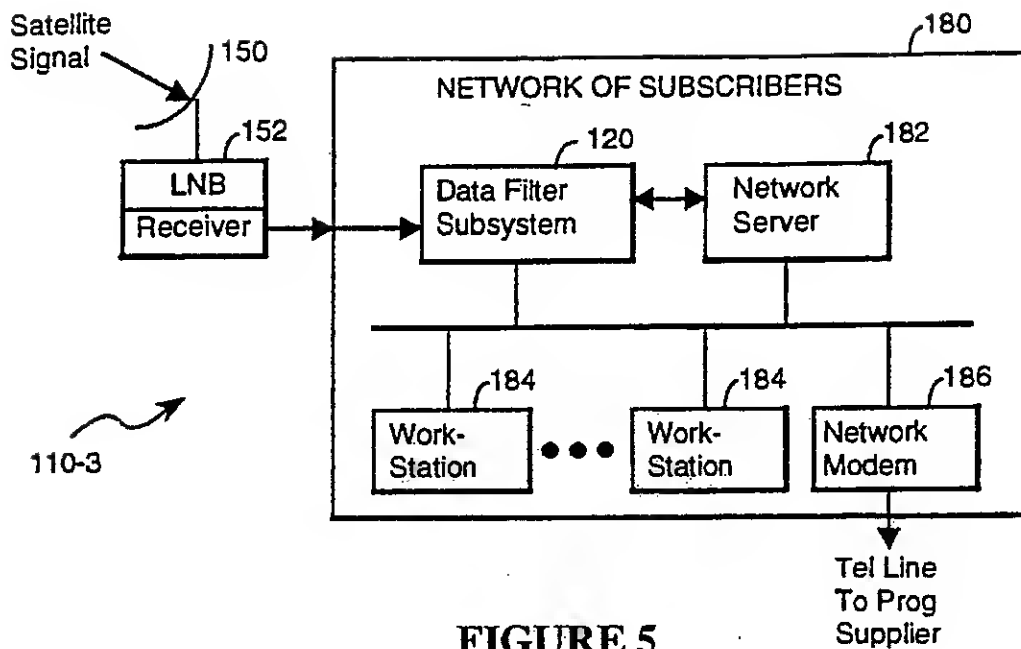 Satellite
Signal
150
180
NETWORK OF SUBSCRIBERS
152
120
182
LNB
Receiver
Data Filter
Subsystem
Network
Server
184
184
186
110-3
Work-
Station
Work-
Station
Network
Modem
Tel Line
To Prog
Supplier
FIGURE 5